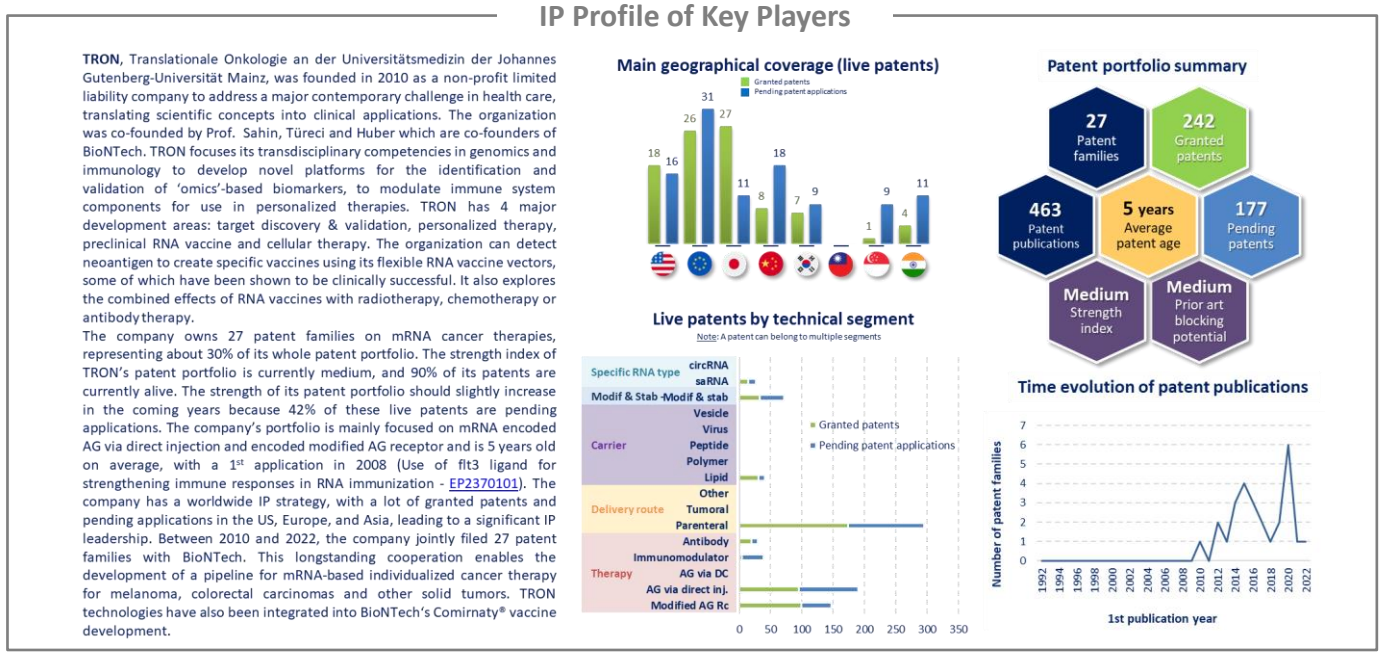 IP Profile of Key Players
TRON, Translationale Onkologie an der Universitätsmedizin der Johannes
Gutenberg-Universität Mainz, was founded in 2010 as a non-profit limited
liability company to address a major contemporary challenge in health care,
translating scientific concepts into clinical applications. The organization
was co-founded by Prof. Sahin, Türeci and Huber which are co-founders of
BioNTech. TRON focuses its transdisciplinary competencies in genomics and
immunology to develop novel platforms for the identification and
validation of ‘omics’-based biomarkers, to modulate immune system
components for use in personalized therapies. TRON has 4 major
development areas: target discovery & validation, personalized therapy,
preclinical RNA vaccine and cellular therapy. The organization can detect
neoantigen to create specific vaccines using its flexible RNA vaccine vectors,
some of which have been shown to be clinically successful. It also explores
the combined effects of RNA vaccines with radiotherapy, chemotherapy or
antibody therapy.
The company owns 27 patent families on mRNA cancer therapies,
representing about 30% of its whole patent portfolio. The strength index of
TRON’s patent portfolio is currently medium, and 90% of its patents are
currently alive. The strength of its patent portfolio should slightly increase
in the coming years because 42% of these live patents are pending
applications. The company’s portfolio is mainly focused on mRNA encoded
AG via direct injection and encoded modified AG receptor and is 5 years old
on average, with a 1st application in 2008 (Use of flt3 ligand for
strengthening immune responses in RNA immunization - EP2370101). The
company has a worldwide IP strategy, with a lot of granted patents and
pending applications in the US, Europe, and Asia, leading to a significant IP
leadership. Between 2010 and 2022, the company jointly filed 27 patent
families with BioNTech. This longstanding cooperation enables the
development of a pipeline for mRNA-based individualized cancer therapy
for melanoma, colorectal carcinomas and other solid tumors. TRON
technologies have also been integrated into BioNTech‘s Comirnaty® vaccine
development.
Main geographical coverage (live patents)
Granted patents
Pending patent applications
18 16 26 31 27 11 8 18 7 9 1 9 4 11
Live patents by technical segment
Note: A patent can belong to multiple segments
Specific RNA type
circRNA
saRNA
Modif & Stab -Modif & stab
Carrier
Vesicle
Virus
Peptide
Polymer
Lipid
Delivery route
Other
Tumoral
Parenteral
Therapy
Antibody
Immunomodulator
AG via DC
AG via direct inj.
Modified AG Rc
Granted patents
Pending patent applications
0 50 100 150 200 250 300 350
Patent portfolio summary
27
Patent
families
242
Granted
patents
463
Patent
publications
5 years
Average
patent age
177
Pending
patents
Medium
Strength
index
Medium
Prior art
blocking
potential
Time evolution of patent publications
Number of patent families
7
6
5
4
3
2
1
0
1992 1994 1996 1998 2000 2002 2004 2006 2008 2010 2012 2014 2016 2018 2020 2022
1st publication year